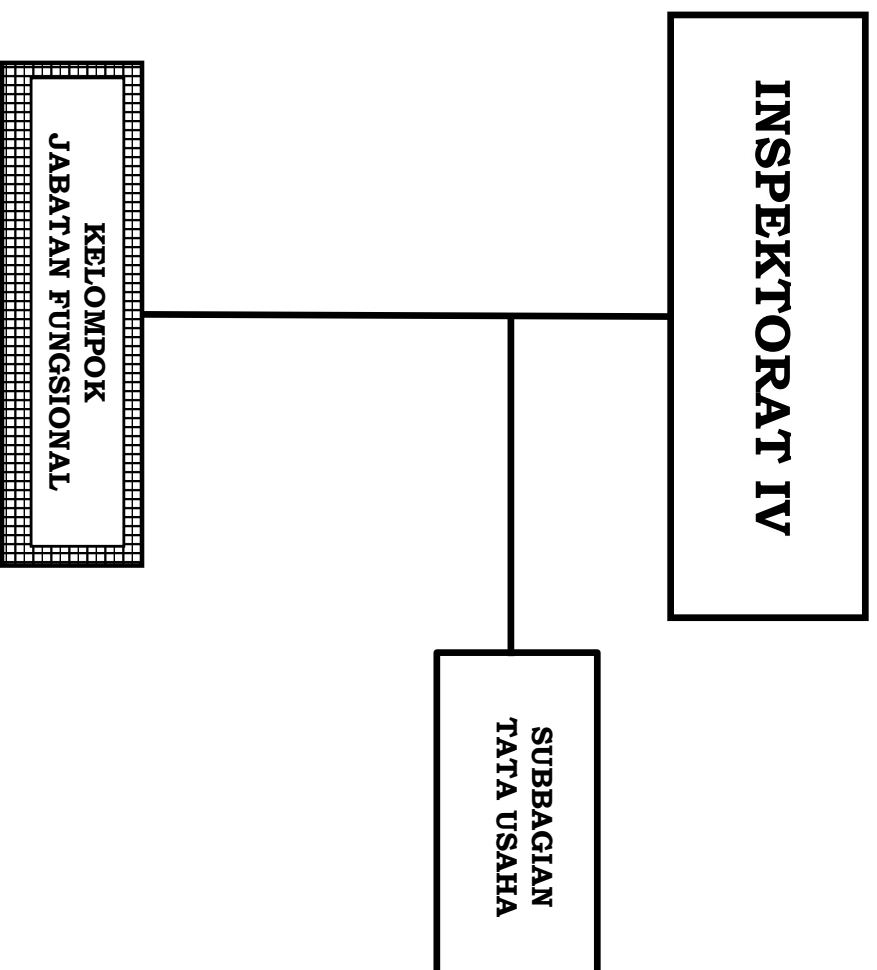 INSPEKTORAT IV
SUBBAGIAN
TATA USAHA
KELOMPOK
JABATAN FUNGSIONAL